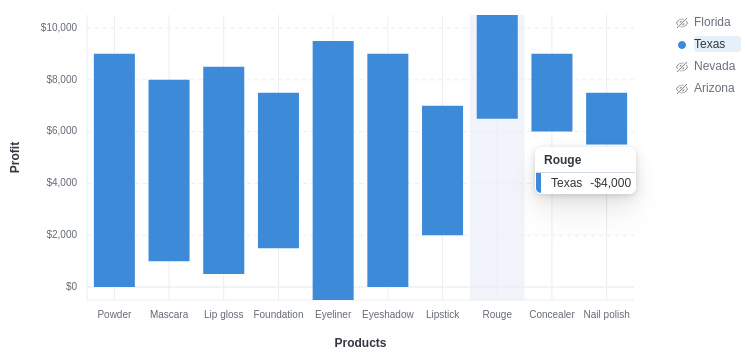 $10,000
$8,000
$6,000
$4,000
$2,000
$0
Profit
Powder Mascara Lip gloss Foundation Eyeliner Eyeshadow Lipstick Rouge Concealer Nail polish
Products
Rouge
Texas -$4,000
Florida
Texas
Nevada
Arizona